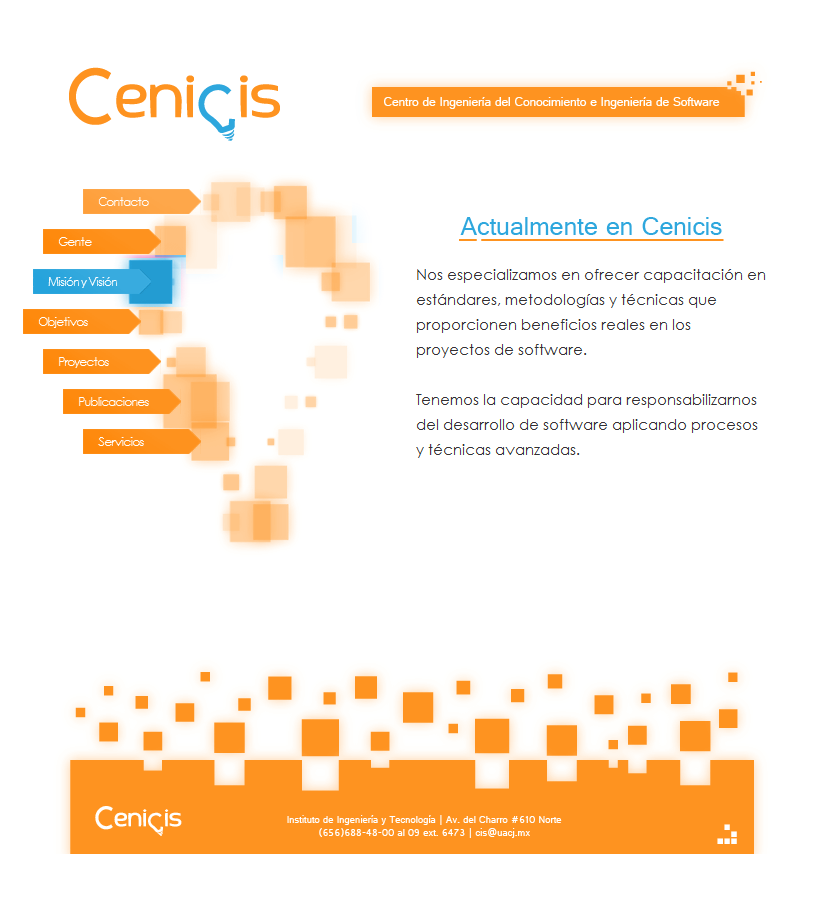 Cenicis
Centro de Ingeniería del Conocimiento e Ingeniería de Software
Contacto
Gente
Misión y Visión
Objetivos
Proyectos
Publicaciones
Servicios
Actualmente en Cenicis
Nos especializamos en ofrecer capacitación en
estándares, metodologías y técnicas que
proporcionen beneficios reales en los
proyectos de software.
Tenemos la capacidad para responsabilizarnos
del desarrollo de software aplicando procesos
y técnicas avanzadas.
Cenicis
Instituto de Ingeniería y Tecnología | Av. del Charro #610 Norte
(656)688-48-00 al 09 ext. 6473 | cis@uacj.mx